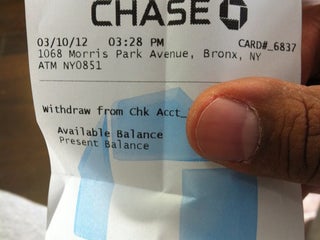 CHASE
03/10/12 03:28 PM CARD#_6837
1068 Morris Park Avenue, Bronx, NY
ATM NY0851
Withdraw from Chk Acct_
Available Balance
Present Balance